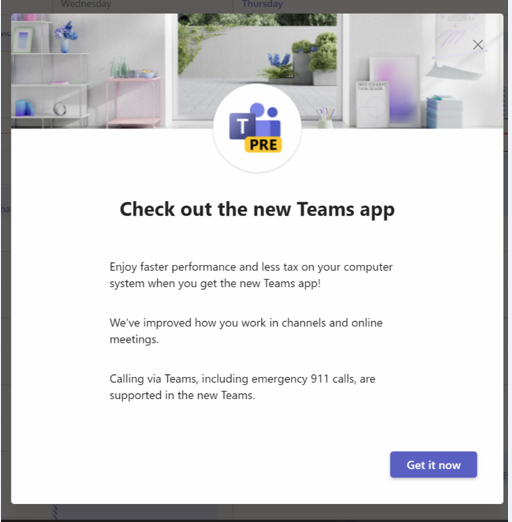 Wednesday
Thursday
T
PRE
Check out the new Teams app
Enjoy faster performance and less tax on your computer
system when you get the new Teams app!
We've improved how you work in channels and online
meetings.
Calling via Teams, including emergency 911 calls, are
supported in the new Teams.
Get it now